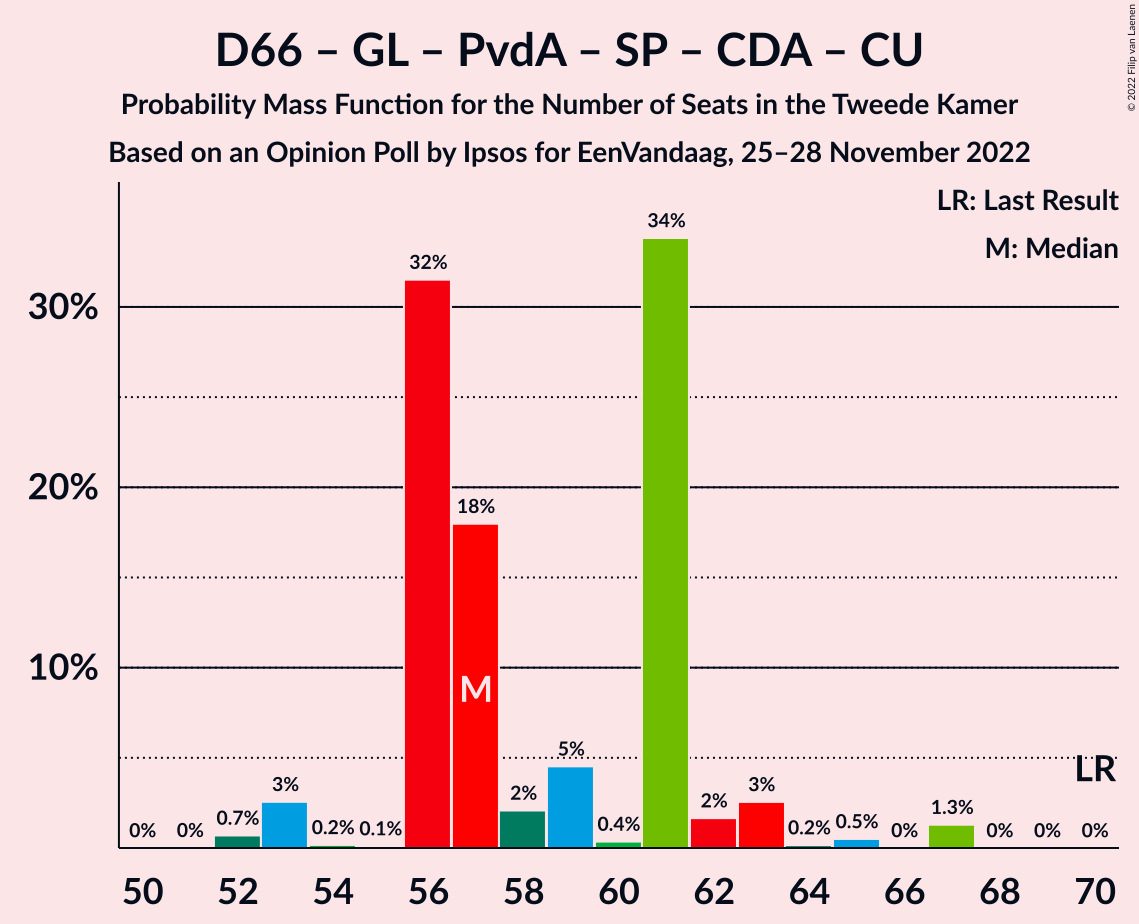 D66 – GL – PvdA – SP – CDA – CU
Probability Mass Function for the Number of Seats in the Tweede Kamer
Based on an Opinion Poll by Ipsos for EenVandaag, 25–28 November 2022
© 2022 Filip van Laenen
LR: Last Result
M: Median
30%
20%
10%
0%
0%
0.7%
3%
0.2%
0.1%
32%
18%
2%
5%
0.4%
34%
2%
3%
0.2%
0.5%
0%
1.3%
0%
0%
0%
M
LR
50 52 54 56 58 60 62 64 66 68 70